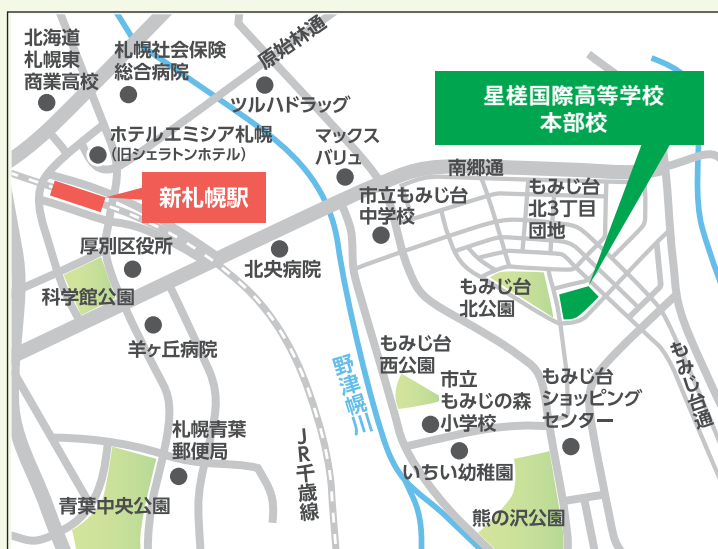 北海道
札幌東
商業高校
札幌社会保険
総合病院
原始林通
ツルハドラッグ
星槎国際高等学校
本部校
ホテルエミシア札幌
(旧シェラトンホテル)
マックス
バリュ
南郷通
新札幌駅
市立もみじ台
中学校
もみじ台
北3丁目
団地
厚別区役所
北央病院
科学館公園
もみじ台
北公園
羊ヶ丘病院
野津幌川
もみじ台
西公園
市立
もみじの森
小学校
もみじ台
ショッピング
センター
もみじ台通
札幌青葉
郵便局
JR千歳線
いちい幼稚園
青葉中央公園
熊の沢公園